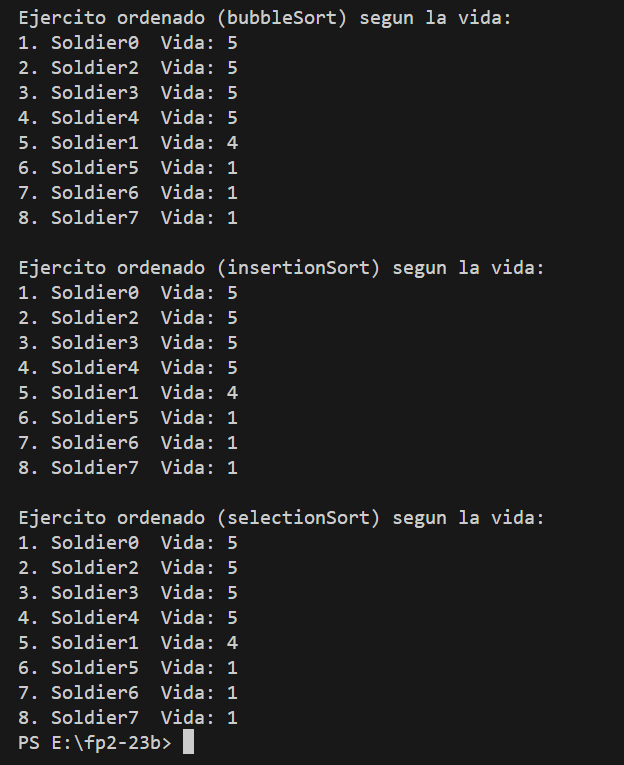 Ejercito ordenado (bubbleSort) segun la vida:
1. Soldier0  Vida: 5
2. Soldier2  Vida: 5
3. Soldier3  Vida: 5
4. Soldier4  Vida: 5
5. Soldier1  Vida: 4
6. Soldier5  Vida: 1
7. Soldier6  Vida: 1
8. Soldier7  Vida: 1

Ejercito ordenado (insertionSort) segun la vida:
1. Soldier0  Vida: 5
2. Soldier2  Vida: 5
3. Soldier3  Vida: 5
4. Soldier4  Vida: 5
5. Soldier1  Vida: 4
6. Soldier5  Vida: 1
7. Soldier6  Vida: 1
8. Soldier7  Vida: 1

Ejercito ordenado (selectionSort) segun la vida:
1. Soldier0  Vida: 5
2. Soldier2  Vida: 5
3. Soldier3  Vida: 5
4. Soldier4  Vida: 5
5. Soldier1  Vida: 4
6. Soldier5  Vida: 1
7. Soldier6  Vida: 1
8. Soldier7  Vida: 1
PS E:\fp2-23b>